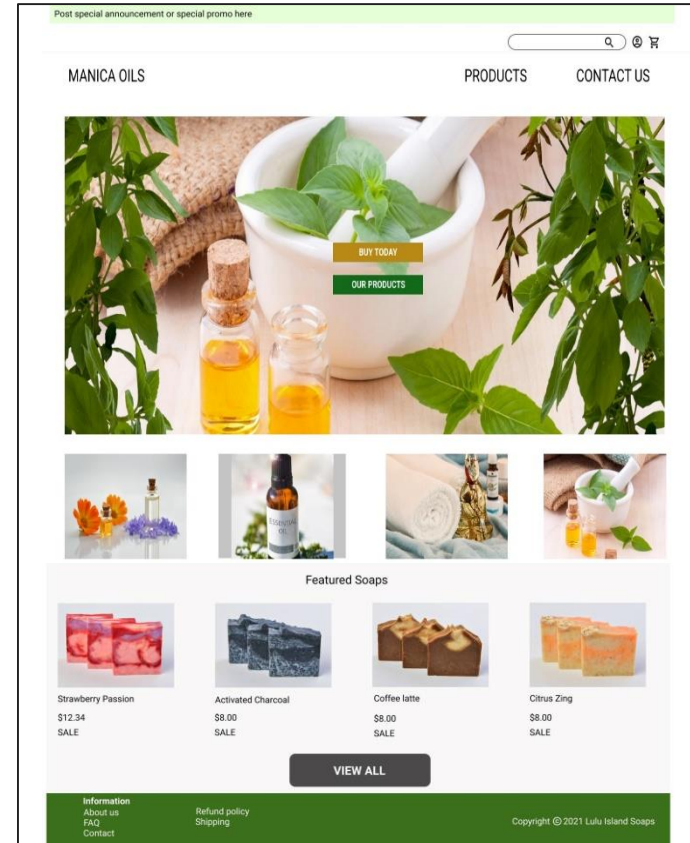 Post special announcement or special promo here
MANICA OILS
PRODUCTS
CONTACT US
BUY TODAY
OUR PRODUCTS
ESSENTIAL
OIL
Featured Soaps
Strawberry Passion
Activated Charcoal
Coffee latte
Citrus Zing
$12.34
$8.00
$8.00
$8.00
SALE
SALE
SALE
SALE
VIEW ALL
Information
About us
FAQ
Contact
Refund policy
Shipping
Copyright © 2021 Lulu Island Soaps